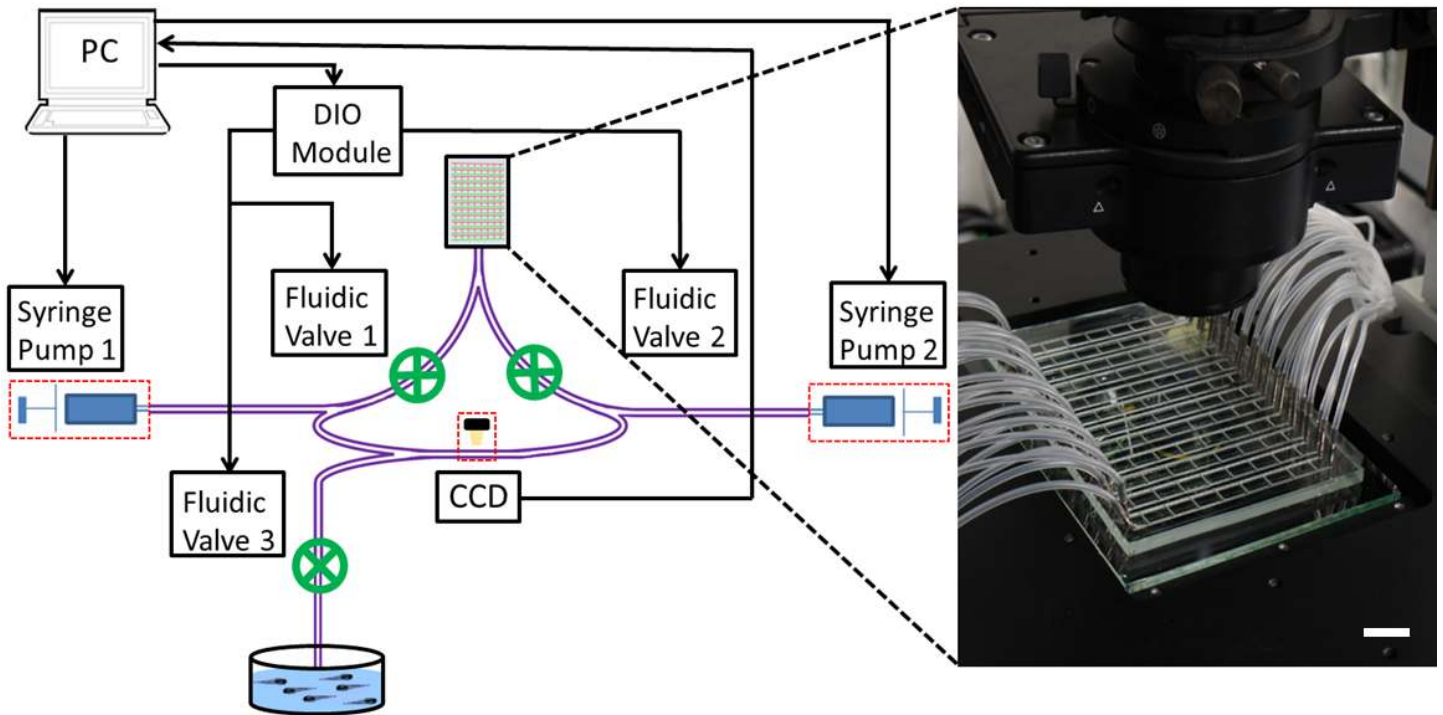 PC
DIO
Module
Syringe
Pump 1
Fluidic
Valve 1
Fluidic
Valve 2
Syringe
Pump 2
Fluidic
Valve 3
CCD